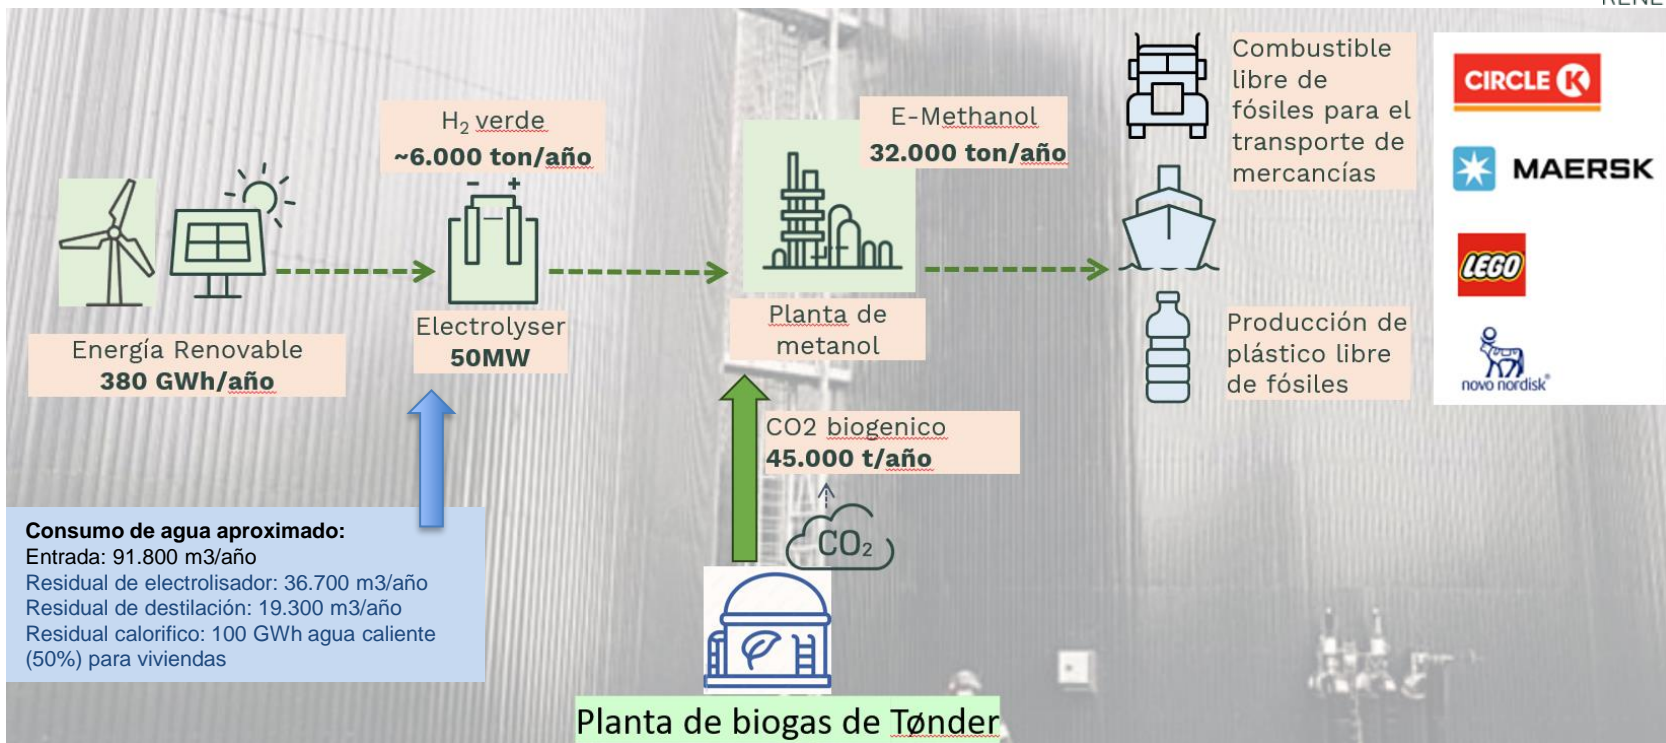 Energía Renovable
380 GWh/año
H₂ verde
~6.000 ton/año
- +
Electrolyser
50MW
E-Methanol
32.000 ton/año
Planta de
metanol
CO2 biogenico
45.000 t/año
CO₂
Planta de biogas de Tønder
Consumo de agua aproximado:
Entrada: 91.800 m3/año
Residual de electrolisador: 36.700 m3/año
Residual de destilación: 19.300 m3/año
Residual calorifico: 100 GWh agua caliente
(50%) para viviendas
Combustible
libre de
fósiles para el
transporte de
mercancías
Producción de
plástico libre
de fósiles
CIRCLE K
MAERSK
LEGO
novo nordisk®